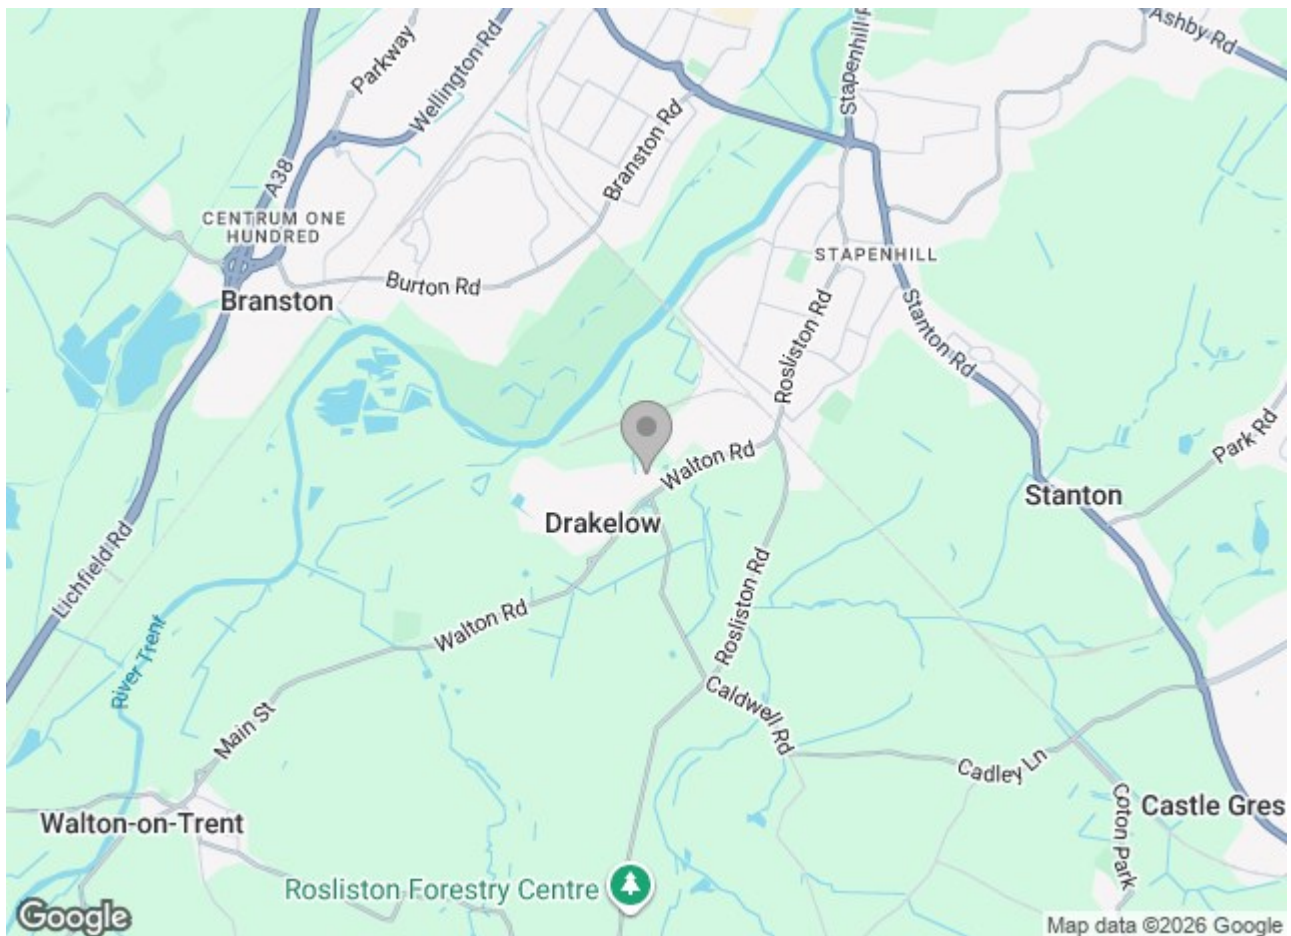 Ashby Rd
Parkway
Wellington Rd
Stapenhill R
Branston Rd
A38
CENTRUM ONE
HUNDRED
STAPENHILL
Burton Rd
Branston
Rosliston Rd
Stanton Rd
Park Rd
Walton Rd
Stanton
Drakelow
Lichfield Rd
Rosliston Rd
Walton Rd
River Trent
Caldwell Rd
Main St
Cadley Ln
Coton Park
Castle Gres
Walton-on-Trent
Rosliston Forestry Centre
Google
Map data ©2026 Google